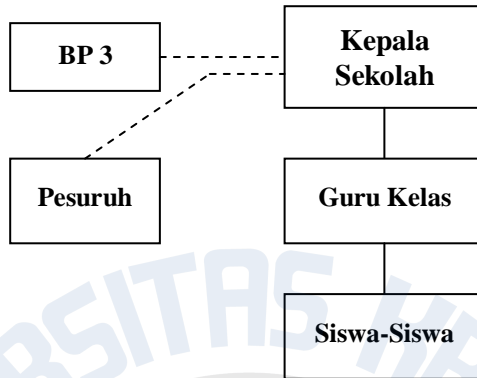 BP 3
Kepala
Sekolah
Pesuruh
Guru Kelas
Siswa-Siswa